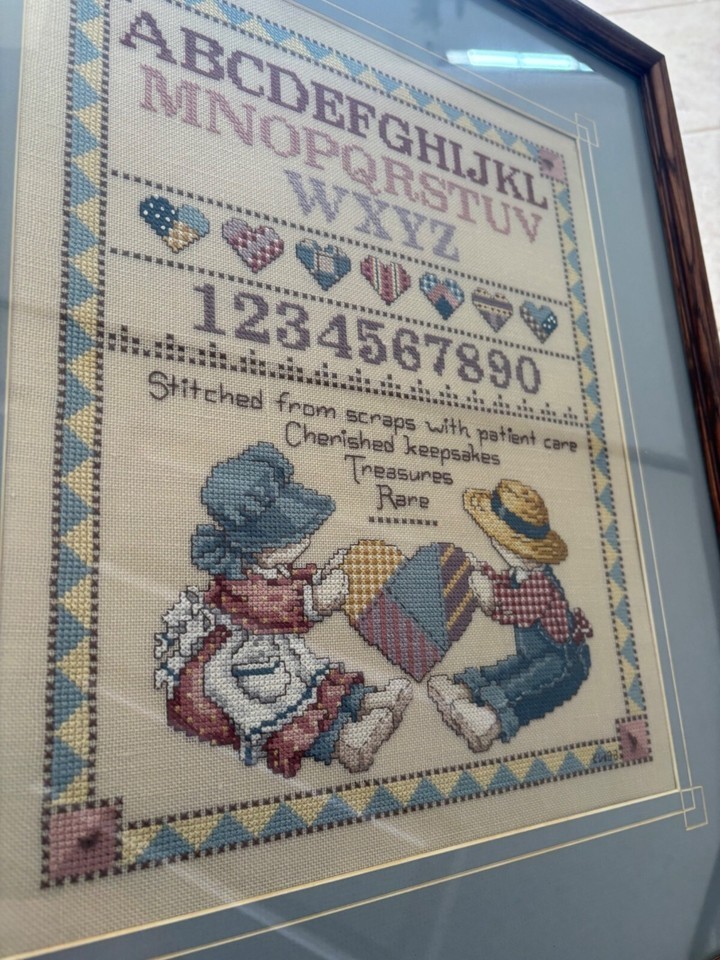 ABCDEFGHIJKL
MNOPQRSTUV
WXYZ
1234567890
Stitched from scraps with patient care
Cherished keepsakes
Treasures
Rare